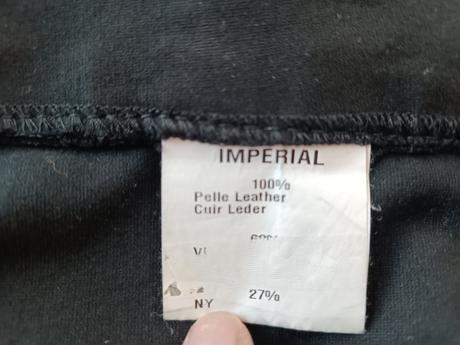 IMPERIAL
100%
Pelle Leather
Cuir Leder
NY 27%